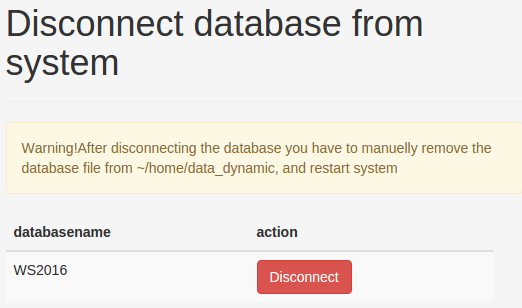 Disconnect database from
system
Warning!After disconnecting the database you have to manuelly remove the
database file from ~/home/data_dynamic, and restart system
databasename action
WS2016 Disconnect